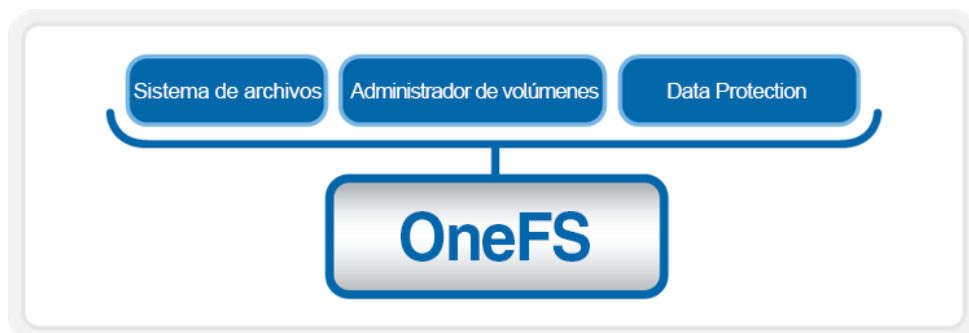 Sistema de archivos
Administrador de volúmenes
Data Protection
OneFS